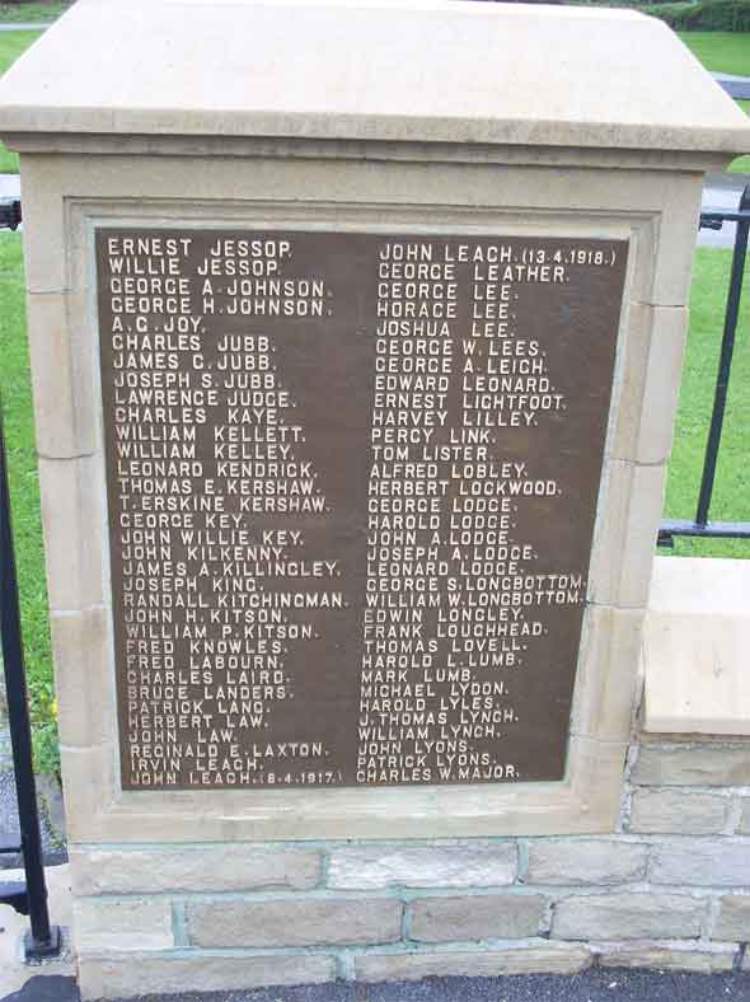 ERNEST JESSOP.
WILLIE JESSOP.
GEORGE A. JOHNSON.
GEORGE H. JOHNSON.
A.G. JOY.
CHARLES JUBB.
JAMES C. JUBB.
JOSEPH S. JUBB.
LAWRENCE JUDGE.
CHARLES KAYE.
WILLIAM KELLETT.
WILLIAM KELLEY.
LEONARD KENDRICK.
THOMAS E. KERSHAW.
T. ERSKINE KERSHAW.
GEORGE KEY.
JOHN WILLIE KEY.
JOHN KILKENNY.
JAMES A. KILLINGLEY.
JOSEPH KING.
RANDALL KITCHINGMAN.
JOHN H. KITSON.
WILLIAM P. KITSON.
FRED KNOWLES.
FRED LABOURN.
CHARLES LAIRD.
BRUCE LANDERS.
PATRICK LANG.
HERBERT LAW.
JOHN LAW.
REGINALD E. LAXTON.
IRVIN LEACH.
JOHN LEACH. (8-4-1917.)
JOHN LEACH. (13.4.1918.)
GEORGE LEATHER.
GEORGE LEE.
HORACE LEE.
JOSHUA LEE.
GEORGE W. LEES.
GEORGE A. LEIGH.
EDWARD LEONARD.
ERNEST LIGHTFOOT.
HARVEY LILLEY.
PERCY LINK.
TOM LISTER.
ALFRED LOBLEY.
HERBERT LOCKWOOD.
GEORGE LODGE.
HAROLD LODGE.
JOHN A. LODGE.
JOSEPH A. LODGE.
LEONARD LODGE.
GEORGE S. LONGBOTTOM.
WILLIAM W. LONGBOTTOM.
EDWIN LONGLEY.
FRANK LOUGHHEAD.
THOMAS LOVELL.
HAROLD L. LUMB.
MARK LUMB.
MICHAEL LYDON.
HAROLD LYLES.
J. THOMAS LYNCH.
WILLIAM LYNCH.
JOHN LYONS.
PATRICK LYONS.
CHARLES W. MAJOR.